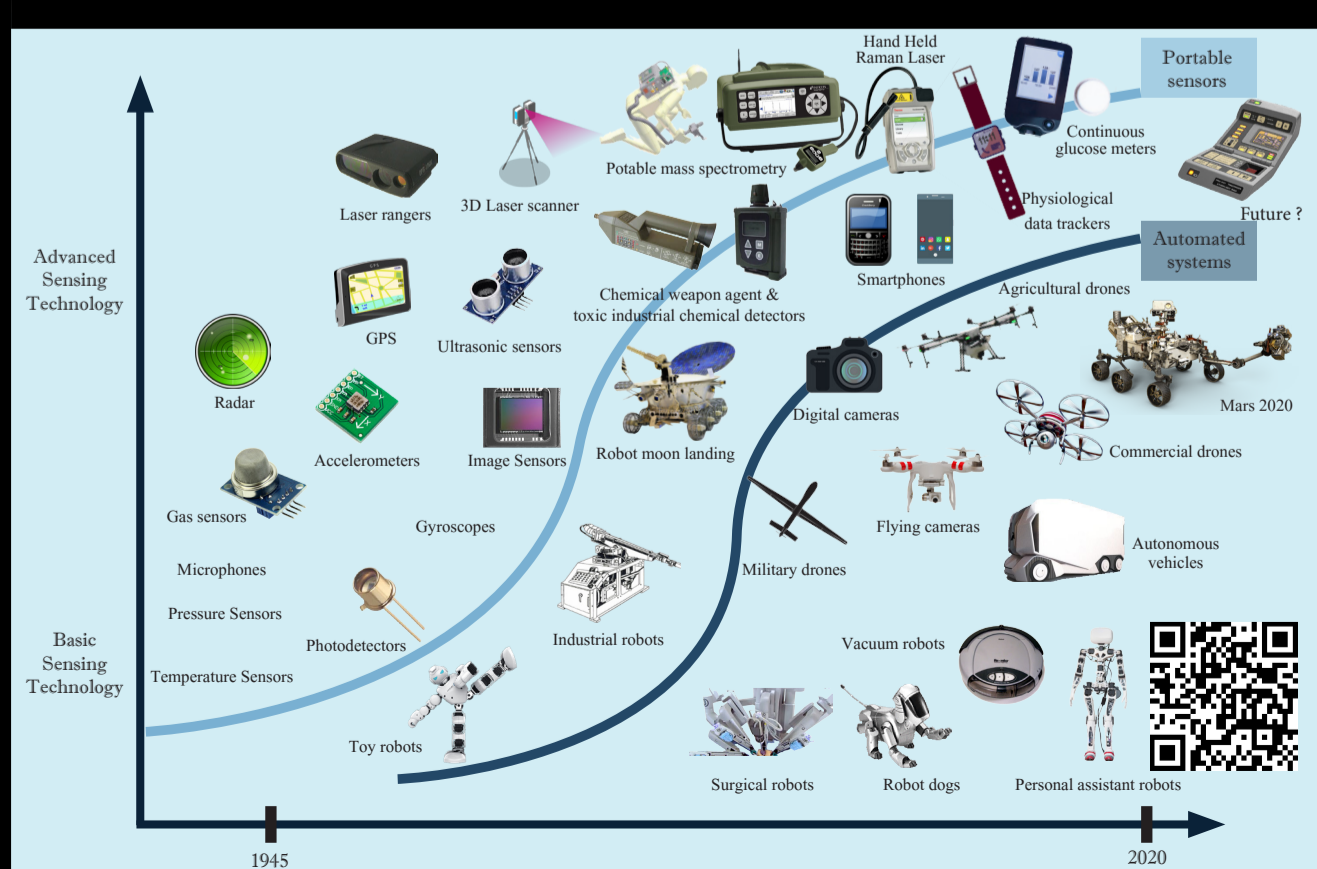 Hand Held
Raman Laser
Portable
sensors
Potable mass spectrometry
Continuous
glucose meters
Laser rangers
3D Laser scanner
Physiological
data trackers
Future ?
Advanced
Sensing
Technology
Automated
systems
GPS
Smartphones
Chemical weapon agent &
toxic industrial chemical detectors
Agricultural drones
GPS
Ultrasonic sensors
Radar
Digital cameras
Mars 2020
Accelerometers
Image Sensors
Robot moon landing
Commercial drones
Gas sensors
Gyroscopes
Flying cameras
Autonomous
vehicles
Microphones
Military drones
Pressure Sensors
Basic
Sensing
Technology
Photodetectors
Industrial robots
Vacuum robots
Temperature Sensors
Toy robots
Surgical robots
Robot dogs
Personal assistant robots
1945
2020